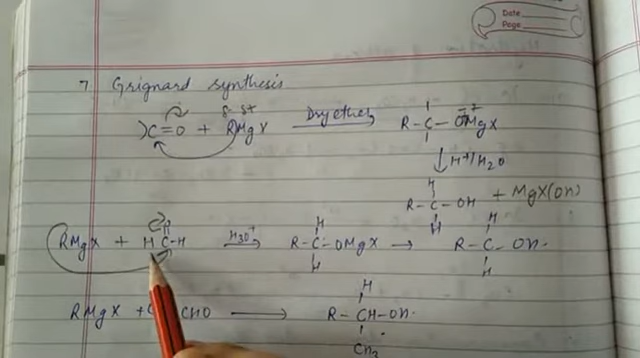 Date
Page
7. Grignard synthesis
δ- δ+
>C=O + RMgX Dry ether R-C-O⁻⁺MgX
↓H+/H2O
H
R-C-OH + MgX(OH)
H
O H H
RMgX + H-C-H H3O+ R-C-OMgX → R-C-OH.
H H
H
RMgX + CHO → R-CH-OH.
CH3